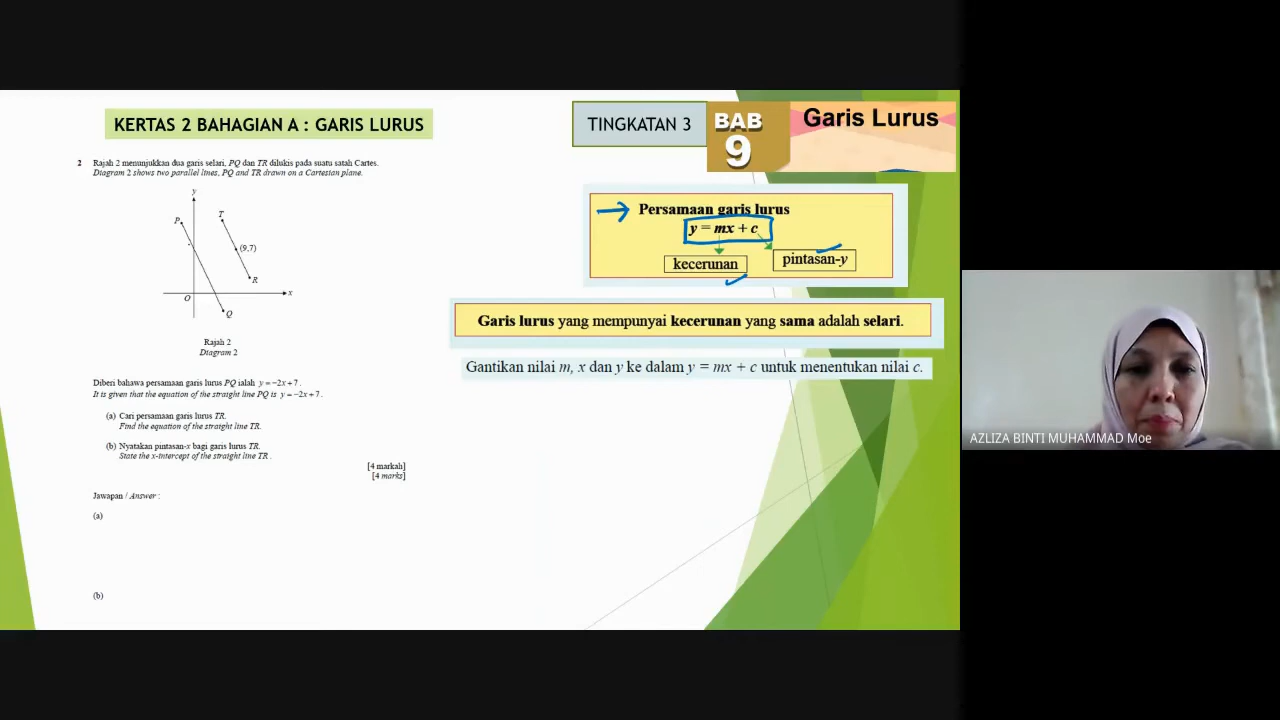 KERTAS 2 BAHAGIAN A : GARIS LURUS
TINGKATAN 3
BAB
9
Garis Lurus
2 Rajah 2 menunjukkan dua garis selari, PQ dan TR dilukis pada suatu satah Cartes.
Diagram 2 shows two parallel lines, PQ and TR drawn on a Cartesian plane.
y
P
T
(9,7)
R
O
x
Q
Rajah 2
Diagram 2
Diberi bahawa persamaan garis lurus PQ ialah y = −2x + 7 .
It is given that the equation of the straight line PQ is y = −2x + 7 .
(a) Cari persamaan garis lurus TR.
Find the equation of the straight line TR.
(b) Nyatakan pintasan-x bagi garis lurus TR.
State the x-intercept of the straight line TR .
[4 markah]
[4 marks]
Jawapan / Answer :
(a)
(b)
Persamaan garis lurus
y = mx + c
kecerunan
pintasan-y
Garis lurus yang mempunyai kecerunan yang sama adalah selari.
Gantikan nilai m, x dan y ke dalam y = mx + c untuk menentukan nilai c.
AZLIZA BINTI MUHAMMAD Moe